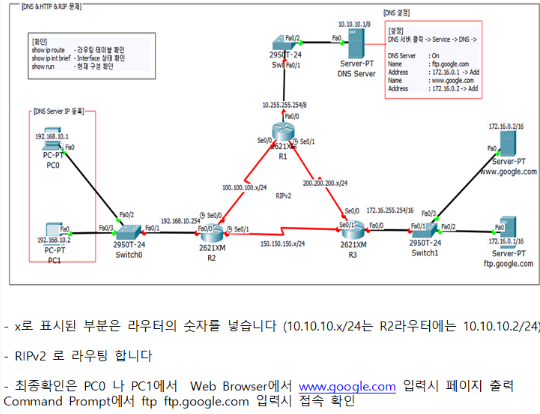 [DNS & HTTP & RIP 문제]
[확인]
show ip route - 라우팅 테이블 확인
show ip int brief - Interface 상태 확인
show run - 현재 구성 확인
10.10.10.1/8
Fa0/2
Fa0
2950T-24
Fa0/1
Server-PT
DNS Server
[DNS 설정]
[설정]
DNS 서버 클릭 -> Service -> DNS ->
DNS Server : On
Name : ftp.google.com
Address : 172.16.0.1 -> Add
Name : www.google.com
Address : 172.16.0.2 -> Add
10.255.255.254/8
Fa0/0
2621XM
R1
Se0/0
Se0/1
[DNS Server IP 등록]
192.168.10.1
Fa0
PC-PT
PC0
192.168.10.2
Fa0
PC-PT
PC1
100.100.100.x/24
RIPv2
200.200.200.x/24
172.16.0.2/16
Fa0
Server-PT
www.google.com
Fa0/2
Fa0/3
Fa0/1
2950T-24
Switch0
192.168.10.254
Fa0/0
Se0/0
Se0/1
2621XM
R2
150.150.150.x/24
Se0/0
Se0/1
172.16.255.254/16
Fa0/0
2621XM
R3
Fa0/1
Fa0/3
Fa0/2
2950T-24
Switch1
Fa0
172.16.0.1/16
Server-PT
ftp.google.com
- x로 표시된 부분은 라우터의 숫자를 넣습니다 (10.10.10.x/24는 R2라우터에는 10.10.10.2/24)
- RIPv2 로 라우팅 합니다
- 최종확인은 PC0 나 PC1에서 Web Browser에서 www.google.com 입력시 페이지 출력
Command Prompt에서 ftp ftp.google.com 입력시 접속 확인